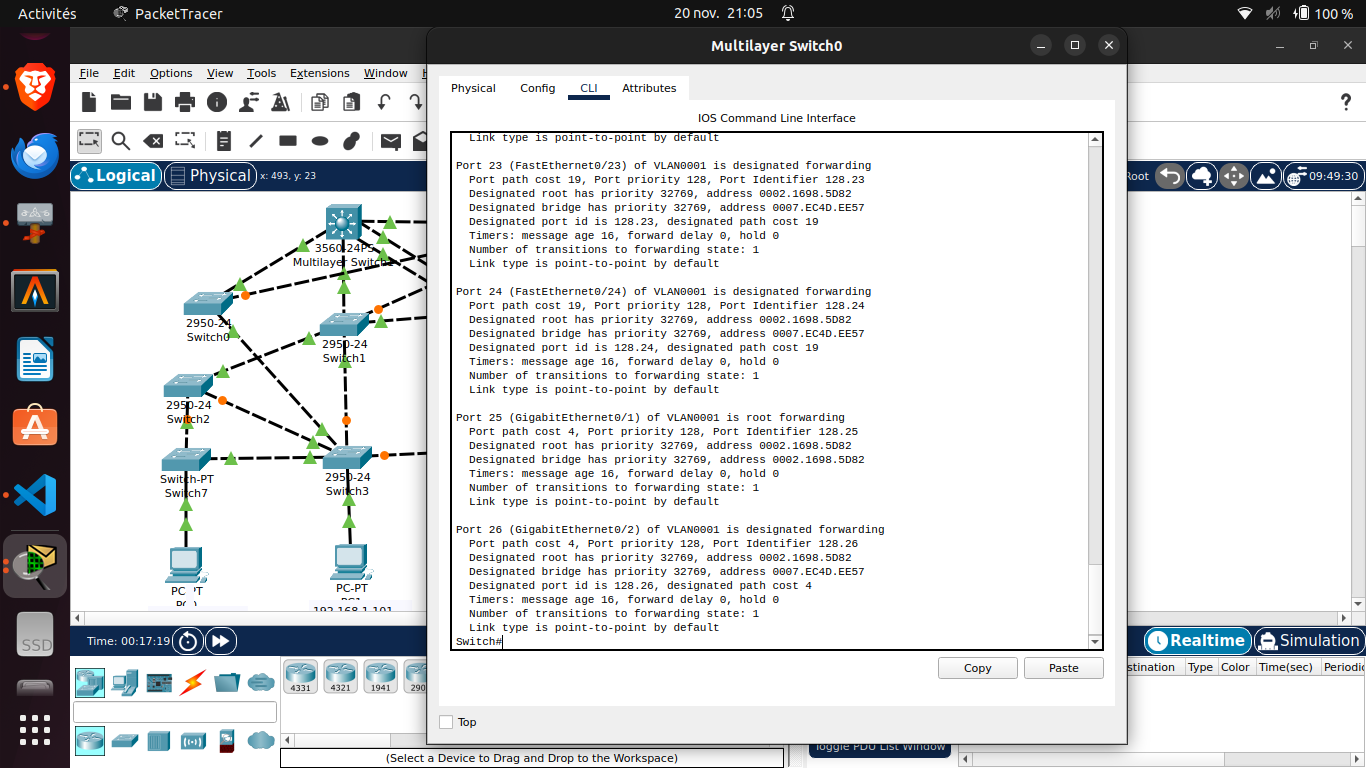 Activités
PacketTracer
20 nov. 21:05
100 %
Multilayer Switch0
File Edit Options View Tools Extensions Window
Physical Config CLI Attributes
IOS Command Line Interface
Logical
Physical
x: 493, y: 23
Root
09:49:30
Link type is point-to-point by default
Port 23 (FastEthernet0/23) of VLAN0001 is designated forwarding
Port path cost 19, Port priority 128, Port Identifier 128.23
Designated root has priority 32769, address 0002.1698.5D82
Designated bridge has priority 32769, address 0007.EC4D.EE57
Designated port id is 128.23, designated path cost 19
Timers: message age 16, forward delay 0, hold 0
Number of transitions to forwarding state: 1
Link type is point-to-point by default
Port 24 (FastEthernet0/24) of VLAN0001 is designated forwarding
Port path cost 19, Port priority 128, Port Identifier 128.24
Designated root has priority 32769, address 0002.1698.5D82
Designated bridge has priority 32769, address 0007.EC4D.EE57
Designated port id is 128.24, designated path cost 19
Timers: message age 16, forward delay 0, hold 0
Number of transitions to forwarding state: 1
Link type is point-to-point by default
Port 25 (GigabitEthernet0/1) of VLAN0001 is root forwarding
Port path cost 4, Port priority 128, Port Identifier 128.25
Designated root has priority 32769, address 0002.1698.5D82
Designated bridge has priority 32769, address 0002.1698.5D82
Timers: message age 16, forward delay 0, hold 0
Number of transitions to forwarding state: 1
Link type is point-to-point by default
Port 26 (GigabitEthernet0/2) of VLAN0001 is designated forwarding
Port path cost 4, Port priority 128, Port Identifier 128.26
Designated root has priority 32769, address 0002.1698.5D82
Designated bridge has priority 32769, address 0007.EC4D.EE57
Designated port id is 128.26, designated path cost 4
Timers: message age 16, forward delay 0, hold 0
Number of transitions to forwarding state: 1
Link type is point-to-point by default
Switch#
Copy
Paste
Top
3560-24PS
Multilayer
2950-24
Switch0
2950-24
Switch1
2950-24
Switch2
Switch-PT
Switch7
2950-24
Switch3
PC-PT
PC-PT
192.168.1.101
SSD
Time: 00:17:19
Realtime
Simulation
4331
4321
1941
Type Color Time(sec)
(Select a Device to Drag and Drop to the Workspace)
Toggle PDU List Window